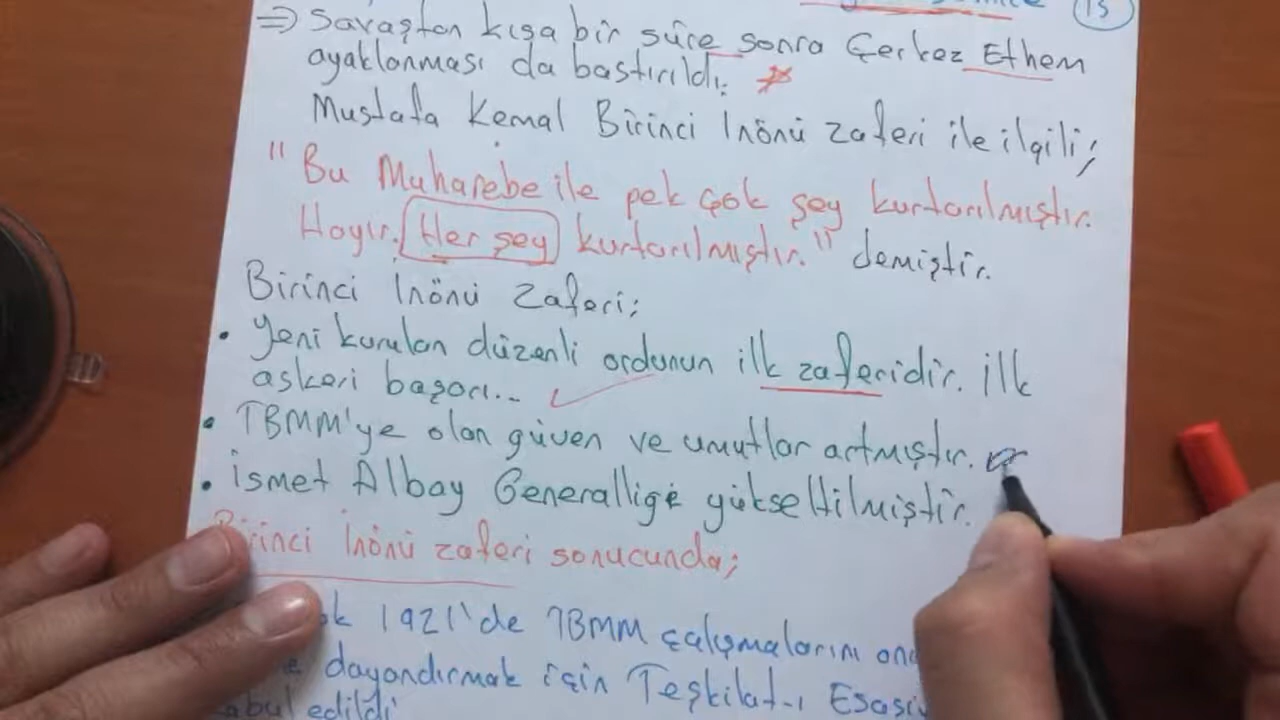 15
⇒ Savaştan kısa bir süre sonra Çerkez Ethem
ayaklanması da bastırıldı.
Mustafa Kemal Birinci İnönü zaferi ile ilgili;
"Bu Muharebe ile pek çok şey kurtarılmıştır.
Hayır. Her şey kurtarılmıştır." demiştir.
Birinci İnönü Zaferi;
• Yeni kurulan düzenli ordunun ilk zaferidir. İlk
askeri başarı...
• TBMM'ye olan güven ve umutlar artmıştır.
• İsmet Albay Generalliğe yükseltilmiştir.
Birinci İnönü zaferi sonucunda;
1921'de TBMM çalışmalarını
dayandırmak için Teşkilat-ı
edildi